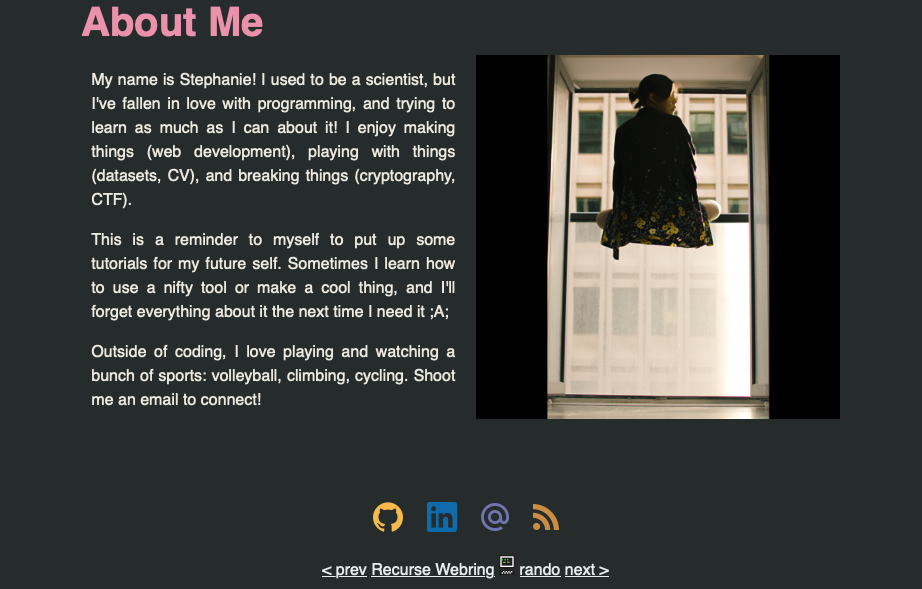 About Me
My name is Stephanie! I used to be a scientist, but
I've fallen in love with programming, and trying to
learn as much as I can about it! I enjoy making
things (web development), playing with things
(datasets, CV), and breaking things (cryptography,
CTF).
This is a reminder to myself to put up some
tutorials for my future self. Sometimes I learn how
to use a nifty tool or make a cool thing, and I'll
forget everything about it the next time I need it ;A;
Outside of coding, I love playing and watching a
bunch of sports: volleyball, climbing, cycling. Shoot
me an email to connect!
in @
< prev Recurse Webring rando next >